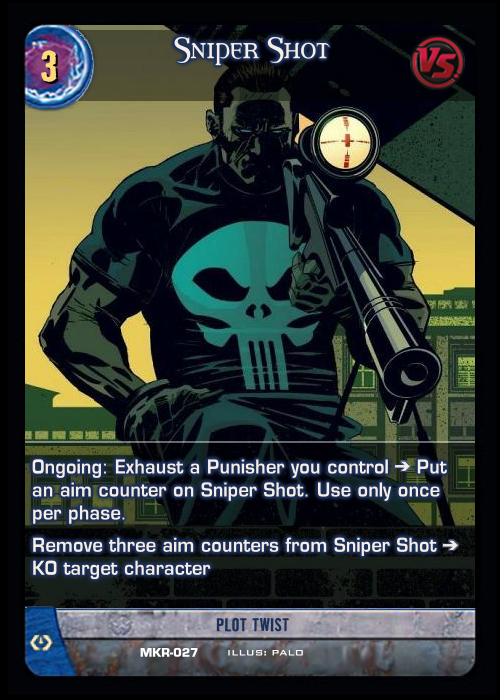 Sniper Shot
3
VS
Ongoing: Exhaust a Punisher you control → Put
an aim counter on Sniper Shot. Use only once
per phase.
Remove three aim counters from Sniper Shot →
KO target character
PLOT TWIST
MKR-027 ILLUS: PALO